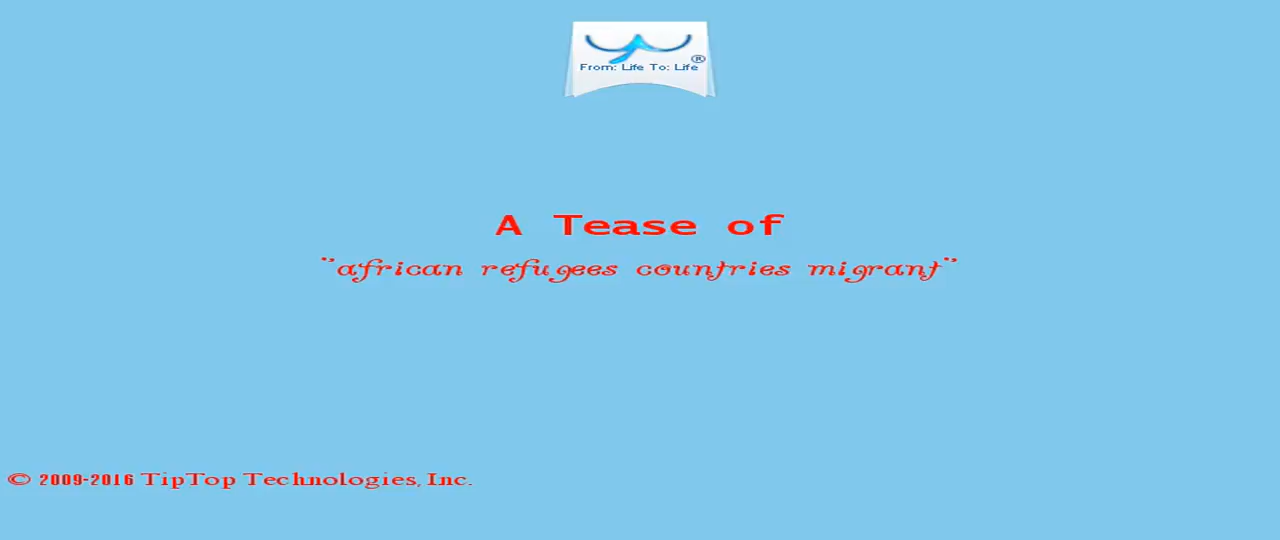 From: Life To: Life ®
A Tease of
"african refugees countries migrant"
© 2009-2016 TipTop Technologies, Inc.